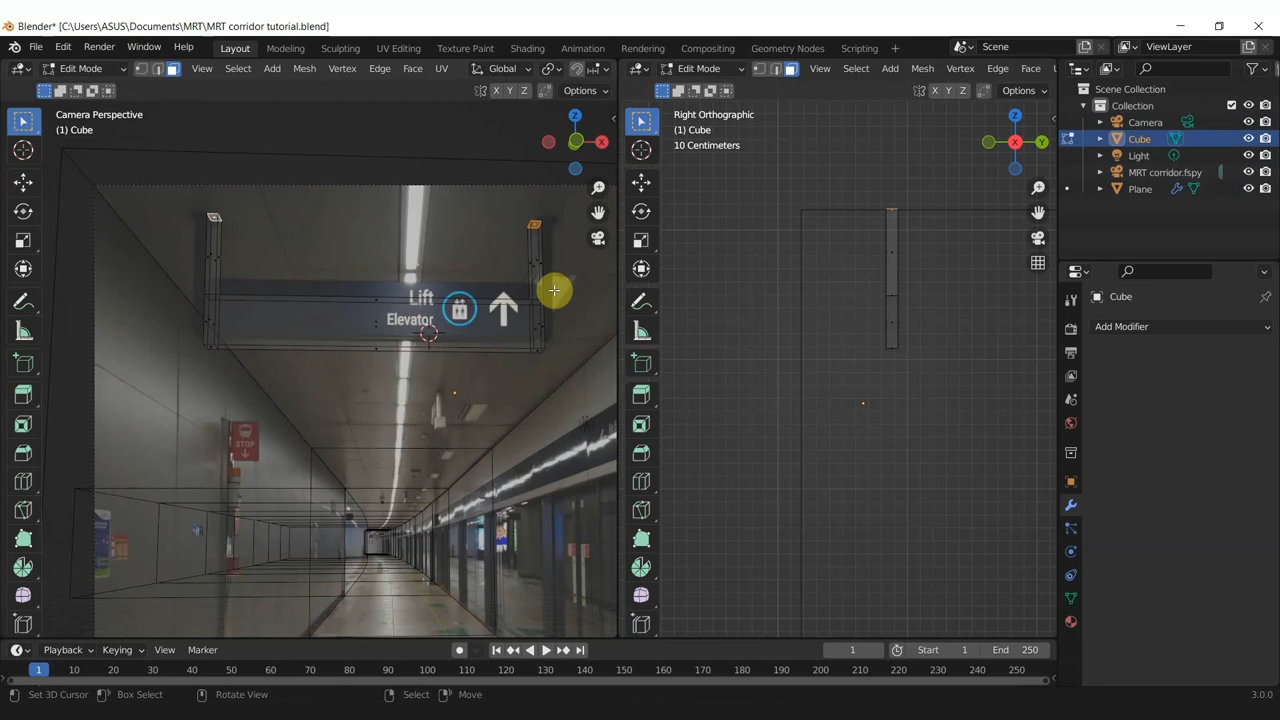 Blender* [C:\Users\ASUS\Documents\MRT\MRT corridor tutorial.blend]
File Edit Render Window Help Layout Modeling Sculpting UV Editing Texture Paint Shading Animation Rendering Compositing Geometry Nodes Scripting + Scene ViewLayer
Edit Mode View Select Add Mesh Vertex Edge Face UV Global
X Y Z Options
Camera Perspective
(1) Cube
Z
X
Lift
Elevator
STOP
Edit Mode View Select Add Mesh Vertex Edge Face U
X Y Z Options
Right Orthographic
(1) Cube
10 Centimeters
Z
X
Y
Scene Collection
Collection
Camera
Cube
Light
MRT corridor.fspy
Plane
Cube
Add Modifier
Playback Keying View Marker 1 Start 1 End 250
1 10 20 30 40 50 60 70 80 90 100 110 120 130 140 150 160 170 180 190 200 210 220 230 240 250
Set 3D Cursor Box Select Rotate View Select Move 3.0.0